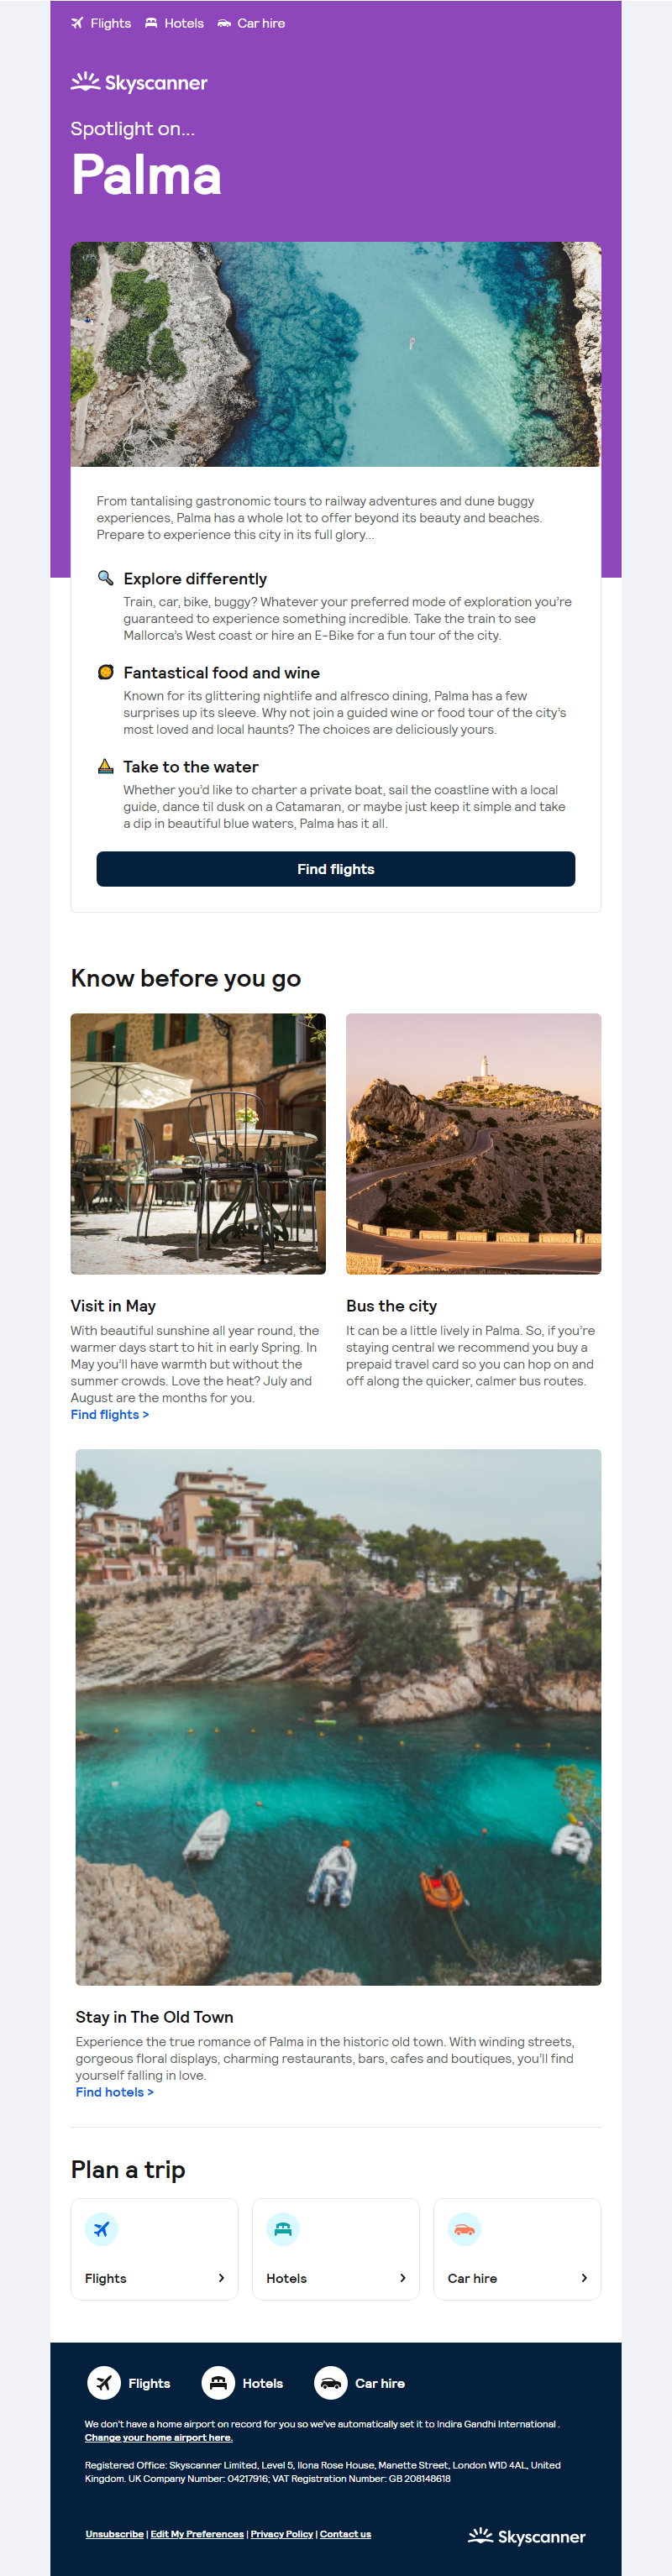 Flights Hotels Car hire
Skyscanner
Spotlight on...
Palma
From tantalising gastronomic tours to railway adventures and dune buggy
experiences, Palma has a whole lot to offer beyond its beauty and beaches.
Prepare to experience this city in its full glory...
Explore differently
Train, car, bike, buggy? Whatever your preferred mode of exploration you're
guaranteed to experience something incredible. Take the train to see
Mallorca's West coast or hire an E-Bike for a fun tour of the city.
Fantastical food and wine
Known for its glittering nightlife and alfresco dining, Palma has a few
surprises up its sleeve. Why not join a guided wine or food tour of the city's
most loved and local haunts? The choices are deliciously yours.
Take to the water
Whether you'd like to charter a private boat, sail the coastline with a local
guide, dance til dusk on a Catamaran, or maybe just keep it simple and take
a dip in beautiful blue waters, Palma has it all.
Find flights
Know before you go
Visit in May
With beautiful sunshine all year round, the
warmer days start to hit in early Spring. In
May you'll have warmth but without the
summer crowds. Love the heat? July and
August are the months for you.
Find flights >
Bus the city
It can be a little lively in Palma. So, if you're
staying central we recommend you buy a
prepaid travel card so you can hop on and
off along the quicker, calmer bus routes.
Stay in The Old Town
Experience the true romance of Palma in the historic old town. With winding streets,
gorgeous floral displays, charming restaurants, bars, cafes and boutiques, you'll find
yourself falling in love.
Find hotels >
Plan a trip
Flights > Hotels > Car hire >
Flights Hotels Car hire
We don't have a home airport on record for you so we've automatically set it to Indira Gandhi International .
Change your home airport here.
Registered Office: Skyscanner Limited, Level 5, Ilona Rose House, Manette Street, London W1D 4AL, United
Kingdom. UK Company Number: 04217916; VAT Registration Number: GB 208148618
Unsubscribe | Edit My Preferences | Privacy Policy | Contact us
Skyscanner